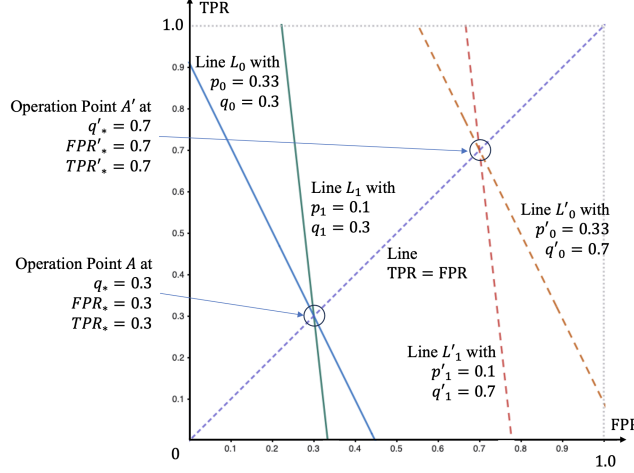 TPR
1.0
0.9
Line L₀ with
p₀ = 0.33
q₀ = 0.3
0.8
Operation Point A′ at
q′* = 0.7
FPR′* = 0.7
TPR′* = 0.7
0.7
0.6
Line L₁ with
p₁ = 0.1
q₁ = 0.3
Line L′₀ with
p′₀ = 0.33
q′₀ = 0.7
0.5
Line
TPR = FPR
0.4
Operation Point A at
q* = 0.3
FPR* = 0.3
TPR* = 0.3
0.3
0.2
Line L′₁ with
p′₁ = 0.1
q′₁ = 0.7
0.1
FPR
0
0.1 0.2 0.3 0.4 0.5 0.6 0.7 0.8 0.9 1.0